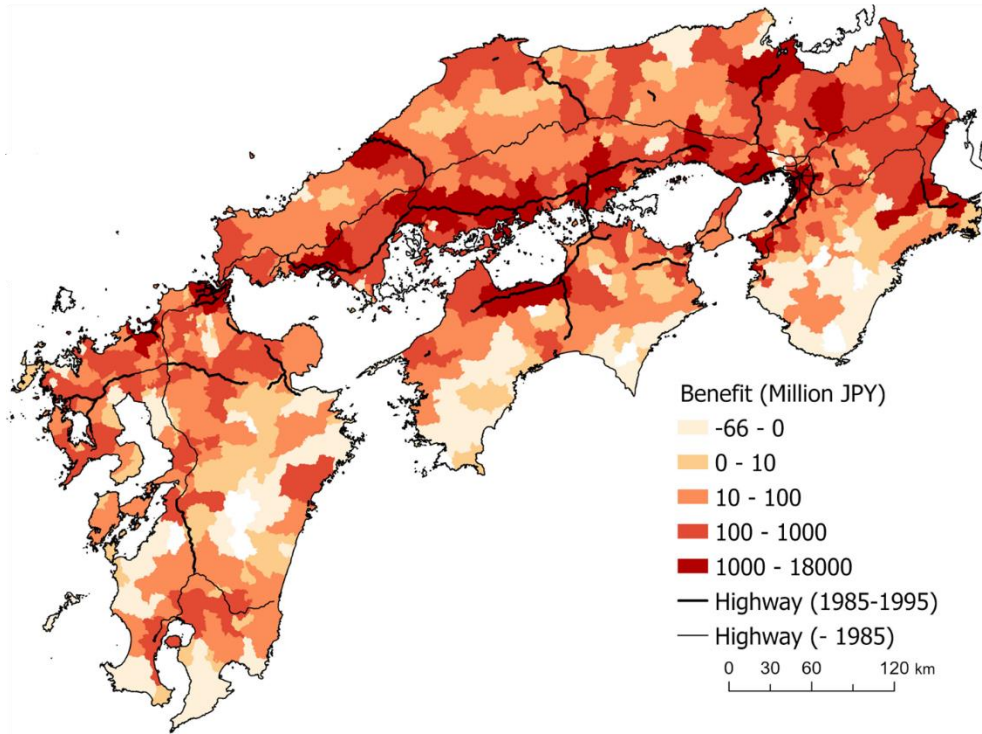 Benefit (Million JPY)
-66 - 0
0 - 10
10 - 100
100 - 1000
1000 - 18000
Highway (1985-1995)
Highway (- 1985)
0 30 60 120 km